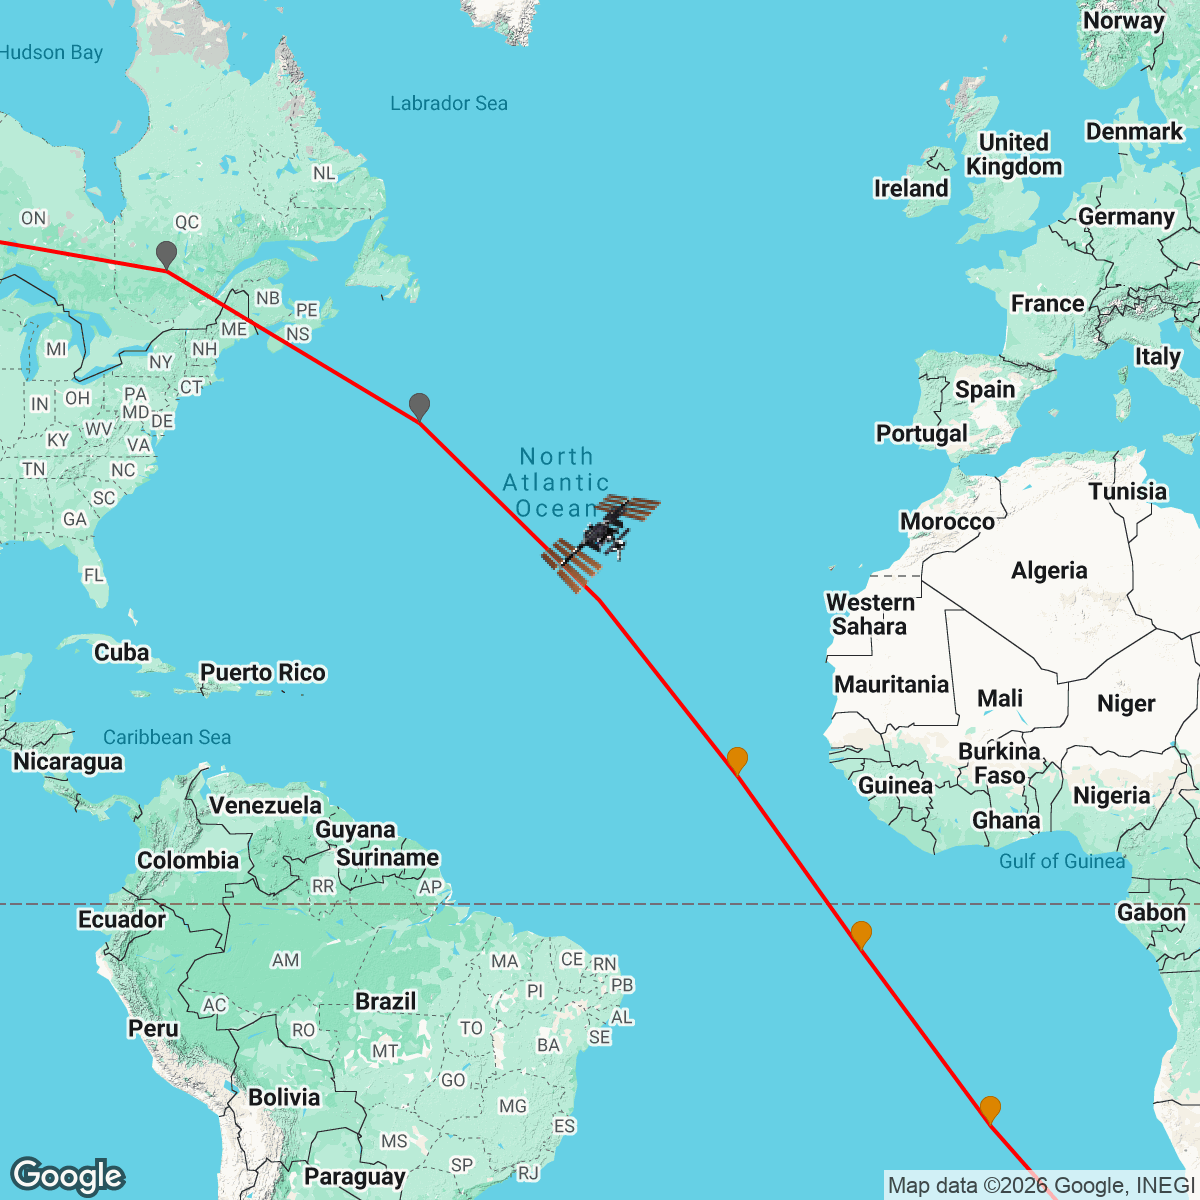 Norway
Hudson Bay
Labrador Sea
Denmark
United
Kingdom
NL
Ireland
ON
QC
Germany
NB
PE
France
ME
NS
MI
NH
NY
Italy
CT
OH
PA
IN
Spain
MD
DE
WV
KY
VA
Portugal
TN
NC
North
Atlantic
Ocean
SC
Tunisia
GA
Morocco
FL
Algeria
Western
Sahara
Cuba
Puerto Rico
Mauritania
Mali
Niger
Caribbean Sea
Burkina
Faso
Nicaragua
Guinea
Nigeria
Venezuela
Ghana
Guyana
Suriname
Colombia
Gulf of Guinea
RR
AP
Ecuador
Gabon
AM
MA
CE
RN
PI
PB
AC
Brazil
AL
Peru
RO
TO
SE
MT
BA
GO
Bolivia
MG
ES
MS
SP
RJ
Paraguay
Google
Map data ©2026 Google, INEGI